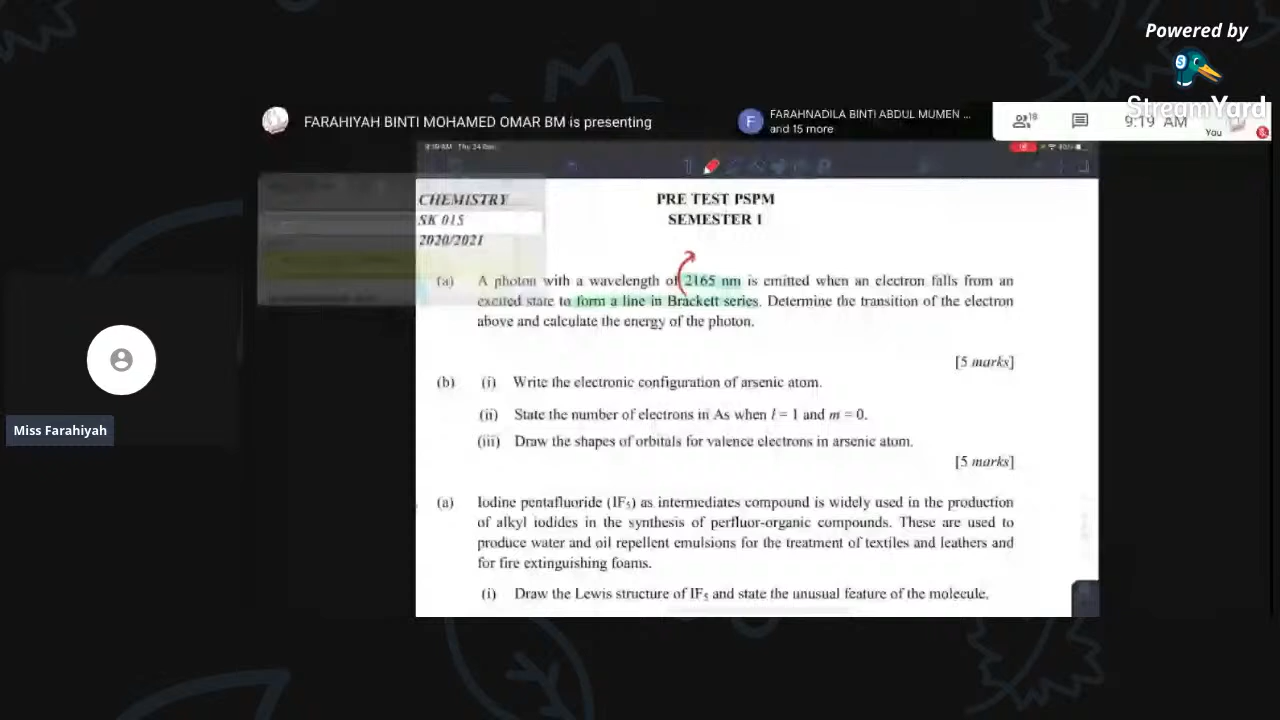 Powered by
StreamYard
FARAHIYAH BINTI MOHAMED OMAR BM is presenting
F
FARAHNADILA BINTI ABDUL MUMEN ...
and 15 more
18
9:19 AM
You
CHEMISTRY
SK 015
2020/2021
PRE TEST PSPM
SEMESTER I
(a) A photon with a wavelength of 2165 nm is emitted when an electron falls from an
excited state to form a line in Brackett series. Determine the transition of the electron
above and calculate the energy of the photon.
[5 marks]
(b) (i) Write the electronic configuration of arsenic atom.
(ii) State the number of electrons in As when l = 1 and m = 0.
(iii) Draw the shapes of orbitals for valence electrons in arsenic atom.
[5 marks]
(a) Iodine pentafluoride (IF₅) as intermediates compound is widely used in the production
of alkyl iodides in the synthesis of perfluor-organic compounds. These are used to
produce water and oil repellent emulsions for the treatment of textiles and leathers and
for fire extinguishing foams.
(i) Draw the Lewis structure of IF₅ and state the unusual feature of the molecule.
Miss Farahiyah